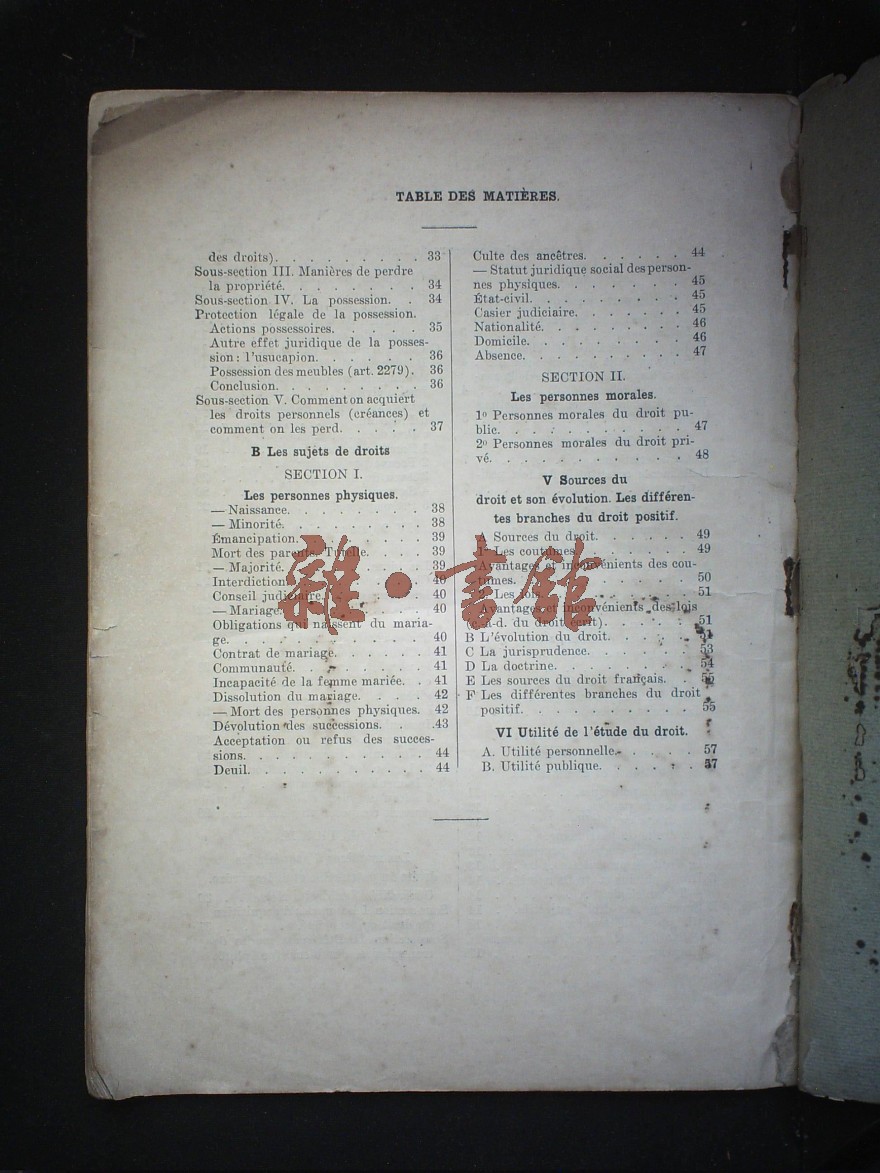 TABLE DES MATIÈRES.
des droits). . . . . . . . . 33
Sous-section III. Manières de perdre
la propriété. . . . . . . . 34
Sous-section IV. La possession. . 34
Protection légale de la possession.
Actions possessoires. . . . . 35
Autre effet juridique de la posses-
sion : l'usucapion. . . . . . 36
Possession des meubles (art. 2279). 36
Conclusion. . . . . . . . . 36
Sous-section V. Comment on acquiert
les droits personnels (créances) et
comment on les perd. . . . . 37
B Les sujets de droits
SECTION I.
Les personnes physiques.
— Naissance. . . . . . . . 38
— Minorité. . . . . . . . 38
Émancipation. . . . . . . . 39
Mort des parents. Tutelle. . . . 39
— Majorité. . . . . . . . 39
Interdiction. . . . . . . . 40
Conseil judiciaire. . . . . . . 40
— Mariage. . . . . . . . 40
Obligations qui naissent du maria-
ge. . . . . . . . . . . 40
Contrat de mariage. . . . . . 41
Communauté. . . . . . . . 41
Incapacité de la femme mariée. . 41
Dissolution du mariage. . . . . 42
— Mort des personnes physiques. 42
Dévolution des successions. . . .43
Acceptation ou refus des succes-
sions. . . . . . . . . . . 44
Deuil. . . . . . . . . . . 44
Culte des ancêtres. . . . . . 44
— Statut juridique social des person-
nes physiques. . . . . . . 45
État-civil. . . . . . . . . 45
Casier judiciaire. . . . . . . 45
Nationalité. . . . . . . . . 46
Domicile. . . . . . . . . . 46
Absence. . . . . . . . . . 47
SECTION II.
Les personnes morales.
1º Personnes morales du droit pu-
blic. . . . . . . . . . . 47
2º Personnes morales du droit pri-
vé. . . . . . . . . . . 48
V Sources du
droit et son évolution. Les différen-
tes branches du droit positif.
A Sources du droit. . . . . . 49
1º Les coutumes. . . . . . . 49
Avantages et inconvénients des cou-
tumes. . . . . . . . . . 50
2º Les lois. . . . . . . . . 51
Avantages et inconvénients des lois
(c.-à-d. du droit écrit). . . . . 51
B L'évolution du droit. . . . . 51
C La jurisprudence. . . . . . 53
D La doctrine. . . . . . . . 54
E Les sources du droit français. . 55
F Les différentes branches du droit
positif. . . . . . . . . . 55
VI Utilité de l'étude du droit.
A. Utilité personnelle. . . . . 57
B. Utilité publique. . . . . . 57
雜•書館